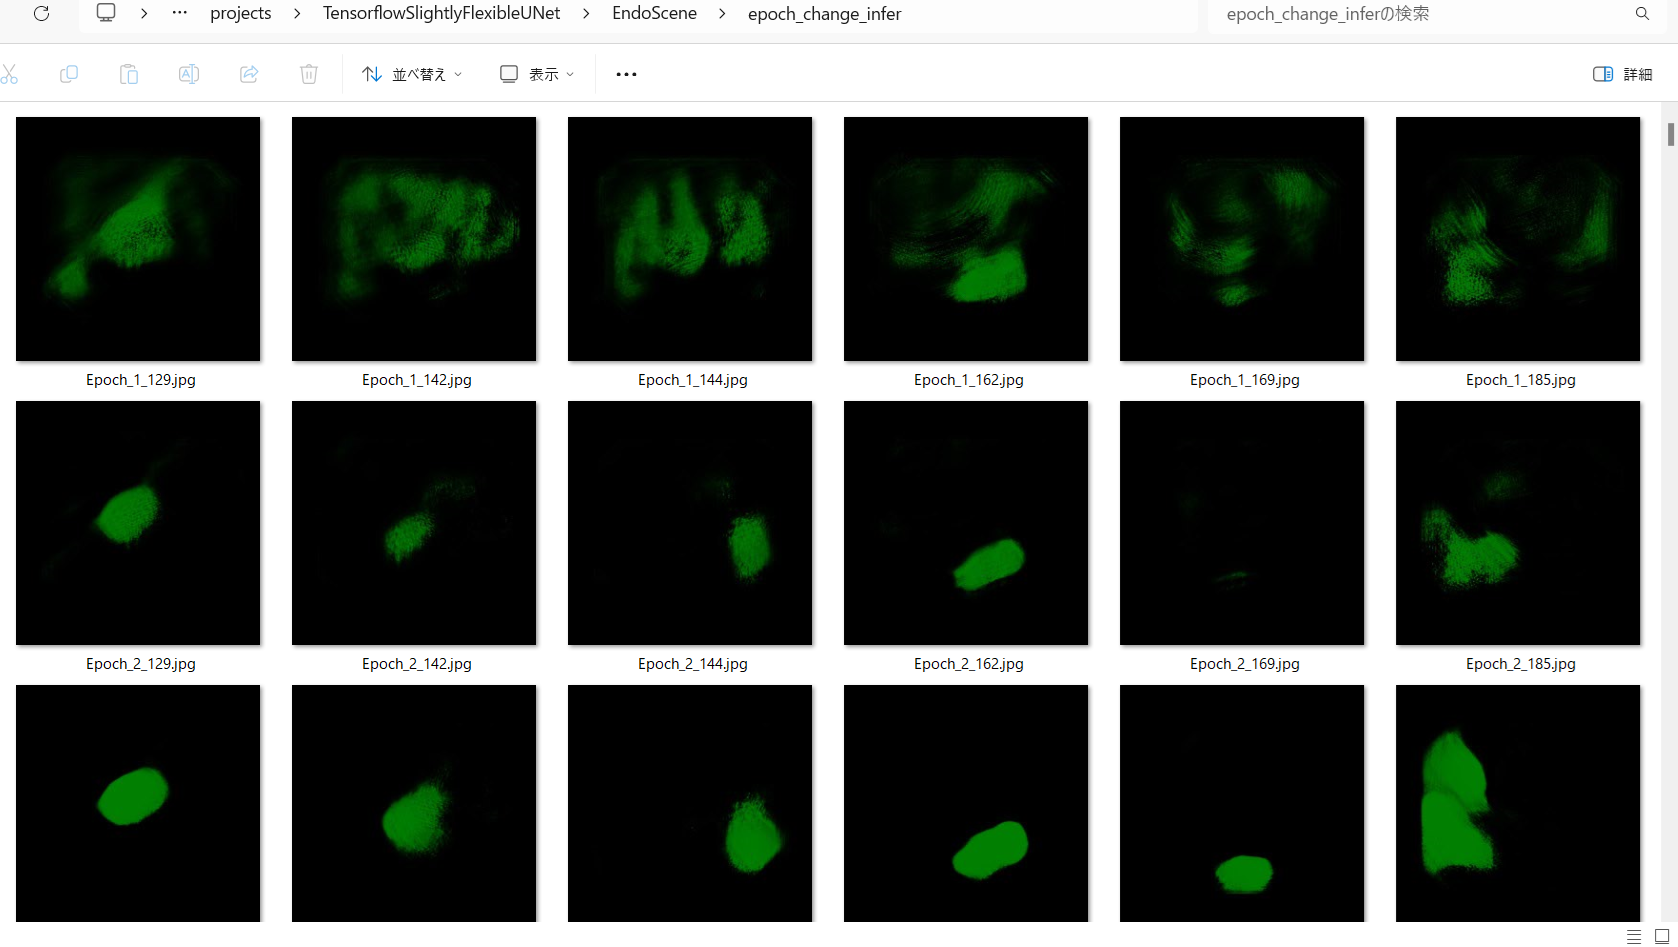 projects > TensorflowSlightlyFlexibleUNet > EndoScene > epoch_change_infer
epoch_change_inferの検索
並べ替え
表示
詳細
Epoch_1_129.jpg
Epoch_1_142.jpg
Epoch_1_144.jpg
Epoch_1_162.jpg
Epoch_1_169.jpg
Epoch_1_185.jpg
Epoch_2_129.jpg
Epoch_2_142.jpg
Epoch_2_144.jpg
Epoch_2_162.jpg
Epoch_2_169.jpg
Epoch_2_185.jpg